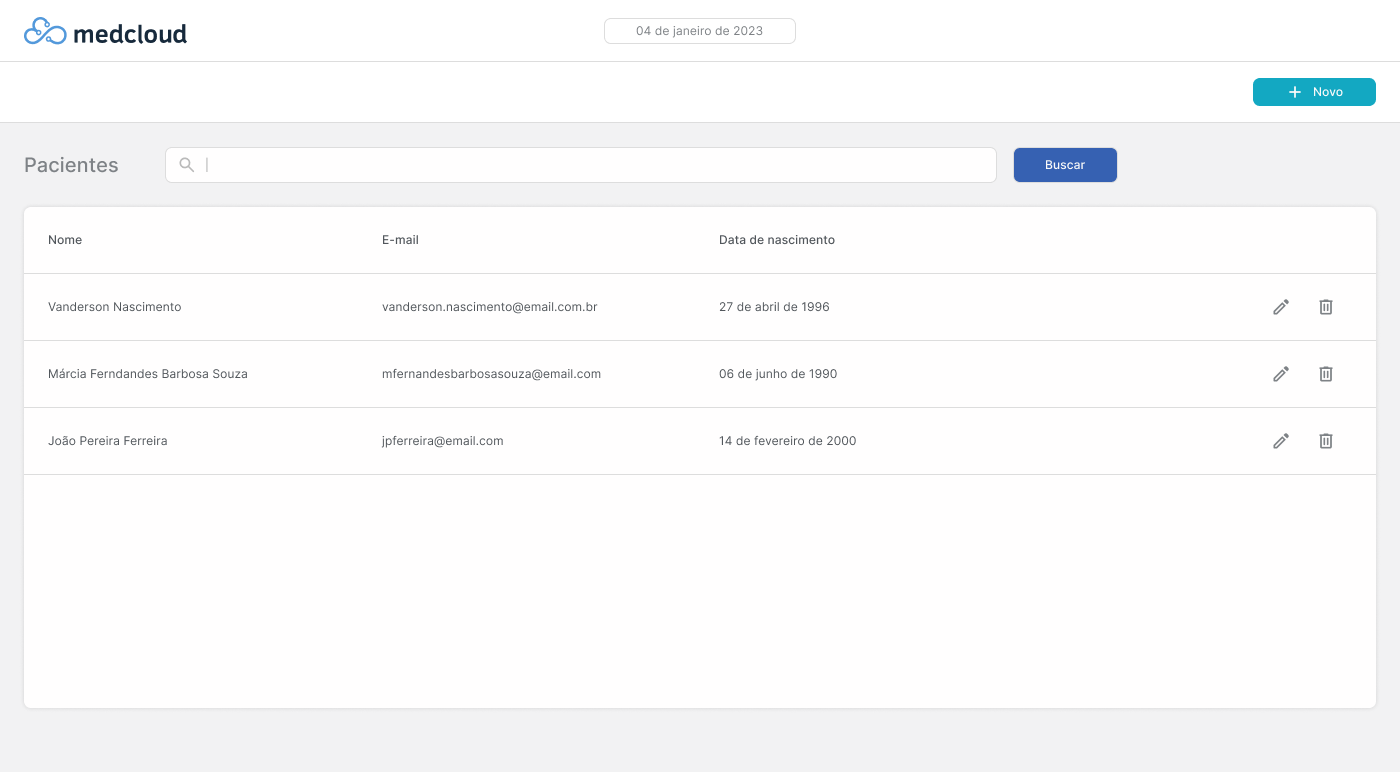 medcloud
04 de janeiro de 2023
Novo
Pacientes
Buscar
Nome E-mail Data de nascimento
Vanderson Nascimento vanderson.nascimento@email.com.br 27 de abril de 1996
Márcia Ferndandes Barbosa Souza mfernandesbarbosasouza@email.com 06 de junho de 1990
João Pereira Ferreira jpferreira@email.com 14 de fevereiro de 2000